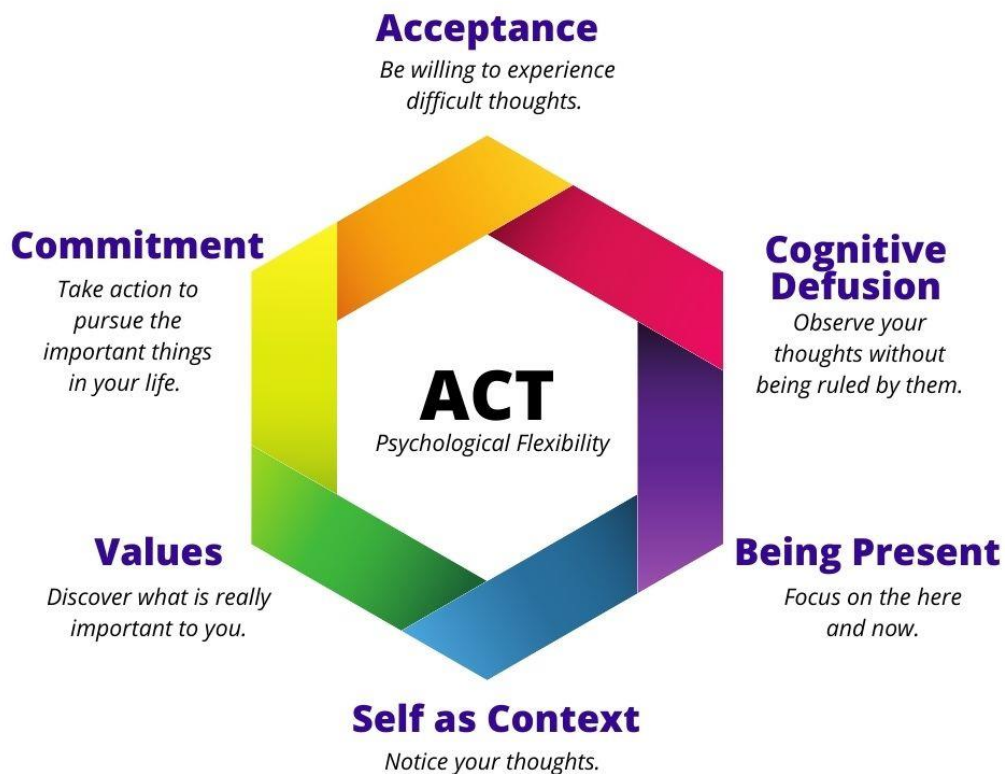 Acceptance
Be willing to experience
difficult thoughts.
Commitment
Take action to
pursue the
important things
in your life.
Cognitive
Defusion
Observe your
thoughts without
being ruled by them.
ACT
Psychological Flexibility
Values
Discover what is really
important to you.
Being Present
Focus on the here
and now.
Self as Context
Notice your thoughts.